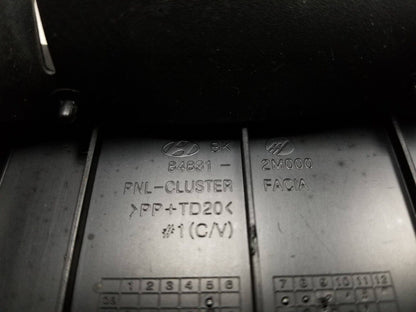 8K
84831 - 2M000
PNL-CLUSTER FACIA
>PP+TD20<
#1(C/V)
1 2 3 4 5 6 7 8 9 10 11 12